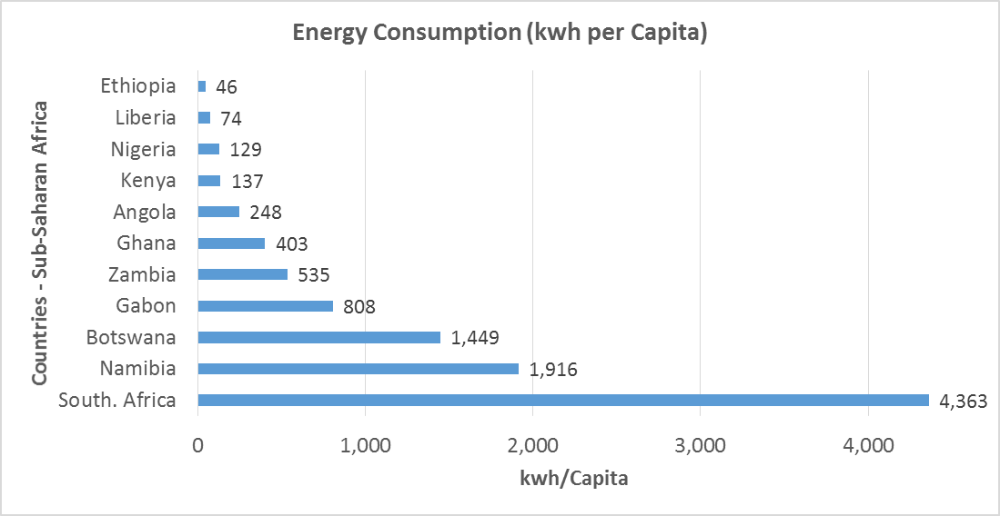 Energy Consumption (kwh per Capita)
Countries - Sub-Saharan Africa
Ethiopia 46
Liberia 74
Nigeria 129
Kenya 137
Angola 248
Ghana 403
Zambia 535
Gabon 808
Botswana 1,449
Namibia 1,916
South. Africa 4,363
0 1,000 2,000 3,000 4,000
kwh/Capita